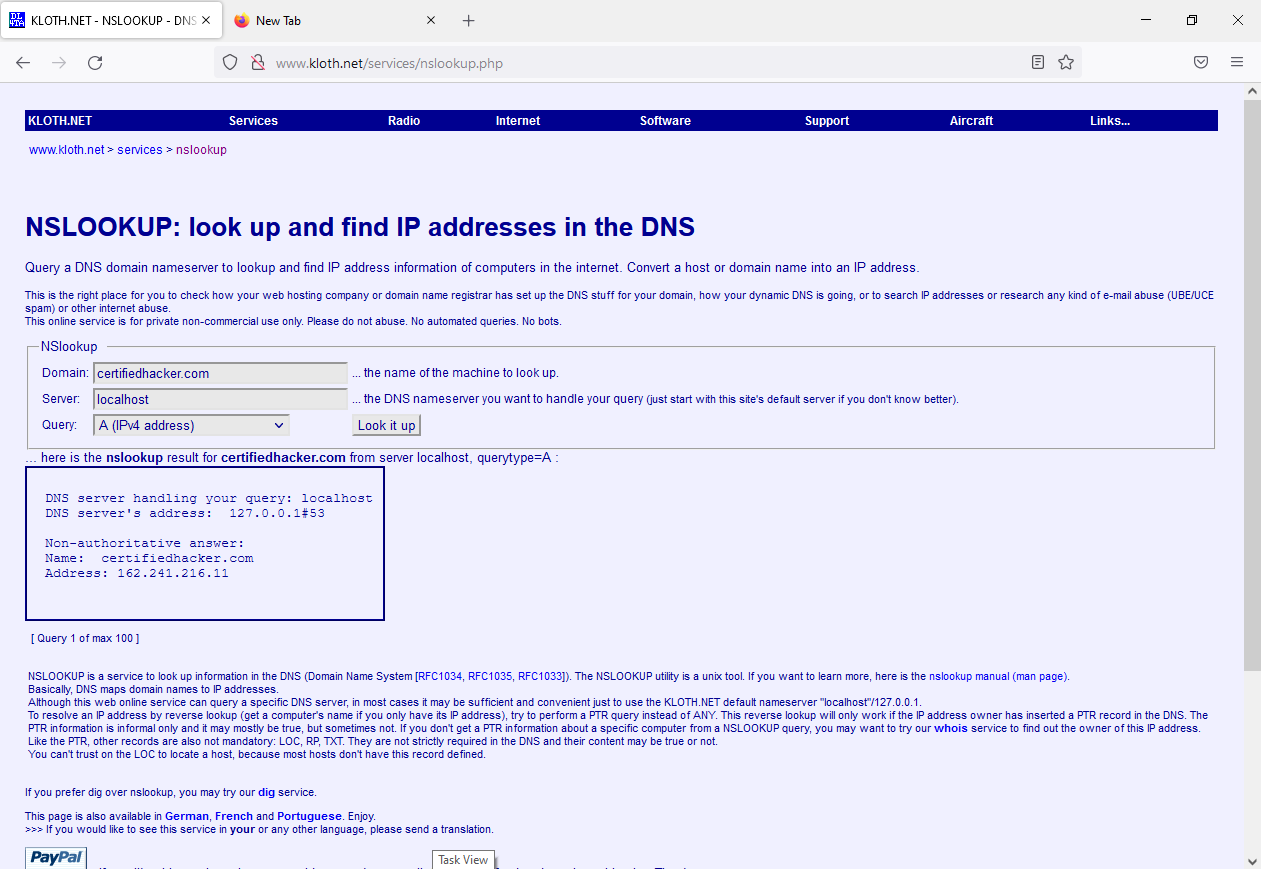 KLOTH.NET - NSLOOKUP - DNS
New Tab
www.kloth.net/services/nslookup.php
KLOTH.NET Services Radio Internet Software Support Aircraft Links...
www.kloth.net > services > nslookup
NSLOOKUP: look up and find IP addresses in the DNS
Query a DNS domain nameserver to lookup and find IP address information of computers in the internet. Convert a host or domain name into an IP address.
This is the right place for you to check how your web hosting company or domain name registrar has set up the DNS stuff for your domain, how your dynamic DNS is going, or to search IP addresses or research any kind of e-mail abuse (UBE/UCE
spam) or other internet abuse.
This online service is for private non-commercial use only. Please do not abuse. No automated queries. No bots.
NSlookup
Domain: certifiedhacker.com ... the name of the machine to look up.
Server: localhost ... the DNS nameserver you want to handle your query (just start with this site's default server if you don't know better).
Query: A (IPv4 address) Look it up
... here is the nslookup result for certifiedhacker.com from server localhost, querytype=A :
DNS server handling your query: localhost
DNS server's address: 127.0.0.1#53
Non-authoritative answer:
Name: certifiedhacker.com
Address: 162.241.216.11
[ Query 1 of max 100 ]
NSLOOKUP is a service to look up information in the DNS (Domain Name System [RFC1034, RFC1035, RFC1033]). The NSLOOKUP utility is a unix tool. If you want to learn more, here is the nslookup manual (man page).
Basically, DNS maps domain names to IP addresses.
Although this web online service can query a specific DNS server, in most cases it may be sufficient and convenient just to use the KLOTH.NET default nameserver "localhost"/127.0.0.1.
To resolve an IP address by reverse lookup (get a computer's name if you only have its IP address), try to perform a PTR query instead of ANY. This reverse lookup will only work if the IP address owner has inserted a PTR record in the DNS. The
PTR information is informal only and it may mostly be true, but sometimes not. If you don't get a PTR information about a specific computer from a NSLOOKUP query, you may want to try our whois service to find out the owner of this IP address.
Like the PTR, other records are also not mandatory: LOC, RP, TXT. They are not strictly required in the DNS and their content may be true or not.
You can't trust on the LOC to locate a host, because most hosts don't have this record defined.
If you prefer dig over nslookup, you may try our dig service.
This page is also available in German, French and Portuguese. Enjoy.
>>> If you would like to see this service in your or any other language, please send a translation.
PayPal
Task View